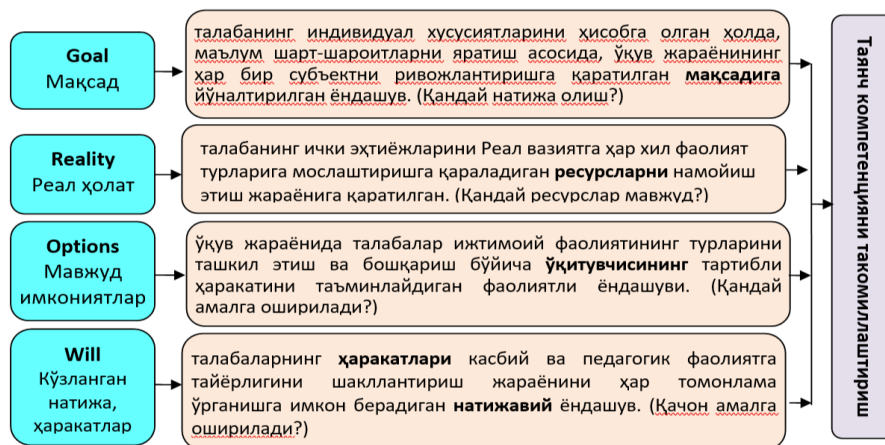 Goal
Мақсад
талабанинг индивидуал хусусиятларини ҳисобга олган ҳолда,
маълум шарт-шароитларни яратиш асосида, ўқув жараёнининг
ҳар бир субъектни ривожлантиришга қаратилган мақсадига
йўналтирилган ёндашув. (Қандай натижа олиш?)
Reality
Реал ҳолат
талабанинг ички эҳтиёжларини Реал вазиятга ҳар хил фаолият
турларига мослаштиришга қараладиган ресурсларни намойиш
этиш жараёнига қаратилган. (Қандай ресурслар мавжуд?)
Options
Мавжуд
имкониятлар
ўқув жараёнида талабалар ижтимоий фаолиятининг турларини
ташкил этиш ва бошқариш бўйича ўқитувчисининг тартибли
ҳаракатини таъминлайдиган фаолиятли ёндашуви. (Қандай
амалга оширилади?)
Will
Кўзланган
натижа,
ҳаракатлар
талабаларнинг ҳаракатлари касбий ва педагогик фаолиятга
тайёрлигини шакллантириш жараёнини ҳар томонлама
ўрганишга имкон берадиган натижавий ёндашув. (Қачон амалга
оширилади?)
Таянч компетенцияни такомиллаштириш